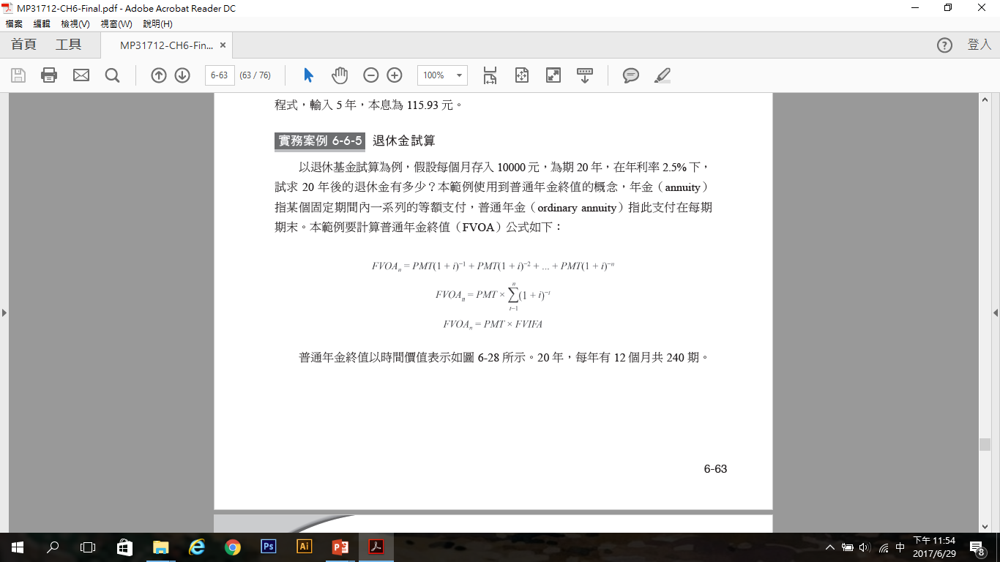 MP31712-CH6-Final.pdf - Adobe Acrobat Reader DC
檔案 編輯 檢視(V) 視窗(W) 說明(H)
首頁 工具 MP31712-CH6-Fin... × ? 登入
6-63 (63 / 76) 100%
程式，輸入 5 年，本息為 115.93 元。
實務案例 6-6-5 退休金試算
以退休基金試算為例，假設每個月存入 10000 元，為期 20 年，在年利率 2.5% 下，
試求 20 年後的退休金有多少？本範例使用到普通年金終值的概念，年金（annuity）
指某個固定期間內一系列的等額支付，普通年金（ordinary annuity）指此支付在每期
期末。本範例要計算普通年金終值（FVOA）公式如下：
FVOAₙ = PMT(1 + i)⁻¹ + PMT(1 + i)⁻² + ... + PMT(1 + i)⁻ⁿ
n
FVOAₙ = PMT × ∑(1 + i)⁻ᵗ
t−1
FVOAₙ = PMT × FVIFA
普通年金終值以時間價值表示如圖 6-28 所示。20 年，每年有 12 個月共 240 期。
6-63
Ps Ai 中 下午 11:54
2017/6/29 8